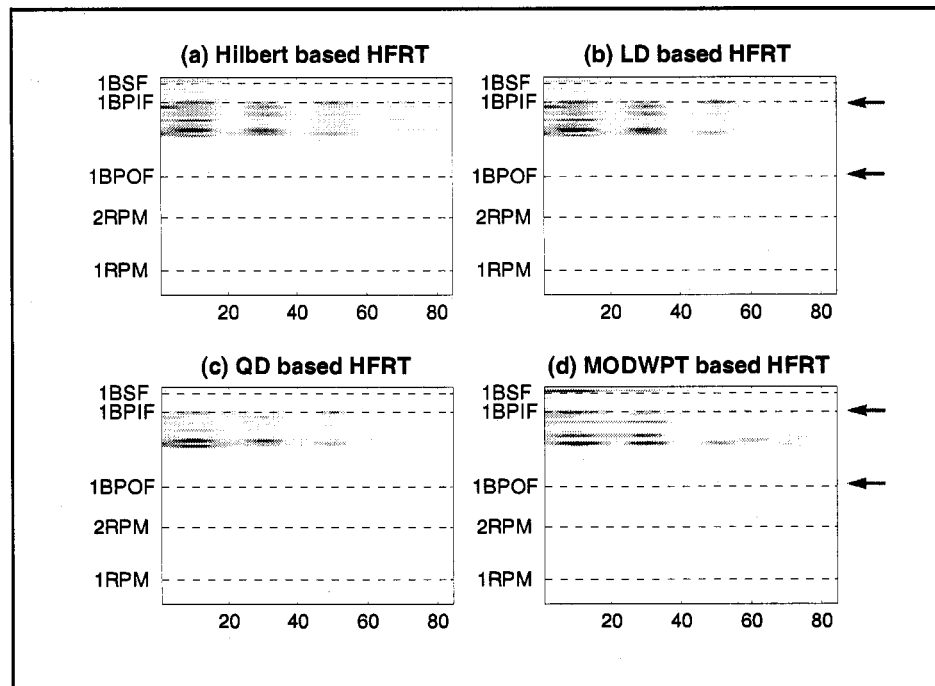 (a) Hilbert based HFRT
1BSF
1BPIF
1BPOF
2RPM
1RPM
20 40 60 80
(b) LD based HFRT
1BSF
1BPIF
1BPOF
2RPM
1RPM
20 40 60 80
(c) QD based HFRT
1BSF
1BPIF
1BPOF
2RPM
1RPM
20 40 60 80
(d) MODWPT based HFRT
1BSF
1BPIF
1BPOF
2RPM
1RPM
20 40 60 80